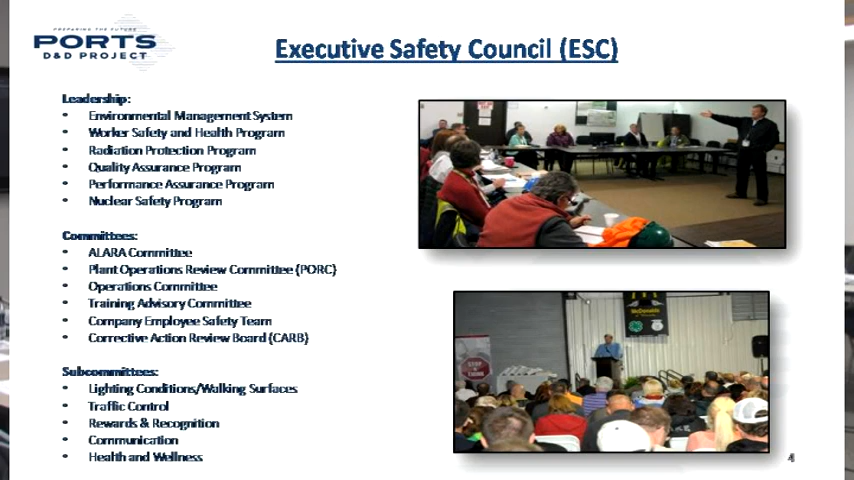 PREPARING THE FUTURE
PORTS
D&D PROJECT
Executive Safety Council (ESC)
Leadership:
• Environmental Management System
• Worker Safety and Health Program
• Radiation Protection Program
• Quality Assurance Program
• Performance Assurance Program
• Nuclear Safety Program
Committees:
• ALARA Committee
• Plant Operations Review Committee (PORC)
• Operations Committee
• Training Advisory Committee
• Company Employee Safety Team
• Corrective Action Review Board (CARB)
Subcommittees:
• Lighting Conditions/Walking Surfaces
• Traffic Control
• Rewards & Recognition
• Communication
• Health and Wellness
McDonald's
STOP
THINK
4